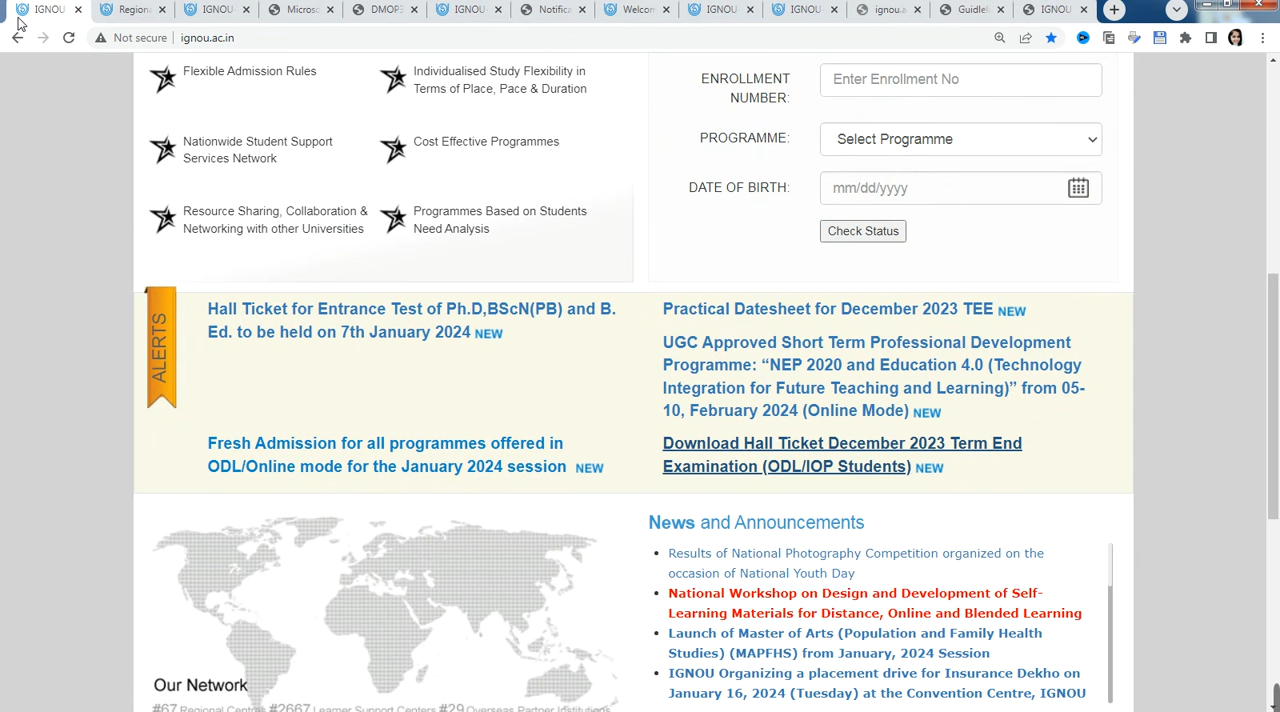 IGNOU
Region
IGNOU
Micros
DMOP
IGNOU
Notifica
Welcom
IGNOU
IGNOU
ignou.a
Guidle
IGNOU
Not secure
ignou.ac.in
Flexible Admission Rules
Individualised Study Flexibility in
Terms of Place, Pace & Duration
Nationwide Student Support
Services Network
Cost Effective Programmes
Resource Sharing, Collaboration &
Networking with other Universities
Programmes Based on Students
Need Analysis
ENROLLMENT
NUMBER:
Enter Enrollment No
PROGRAMME:
Select Programme
DATE OF BIRTH:
mm/dd/yyyy
Check Status
ALERTS
Hall Ticket for Entrance Test of Ph.D,BScN(PB) and B.
Ed. to be held on 7th January 2024 NEW
Fresh Admission for all programmes offered in
ODL/Online mode for the January 2024 session NEW
Practical Datesheet for December 2023 TEE NEW
UGC Approved Short Term Professional Development
Programme: “NEP 2020 and Education 4.0 (Technology
Integration for Future Teaching and Learning)” from 05-
10, February 2024 (Online Mode) NEW
Download Hall Ticket December 2023 Term End
Examination (ODL/IOP Students) NEW
Our Network
#67 Regional Centres #2667 Learner Support Centers #29 Overseas Partner Institutions
News and Announcements
Results of National Photography Competition organized on the
occasion of National Youth Day
National Workshop on Design and Development of Self-
Learning Materials for Distance, Online and Blended Learning
Launch of Master of Arts (Population and Family Health
Studies) (MAPFHS) from January, 2024 Session
IGNOU Organizing a placement drive for Insurance Dekho on
January 16, 2024 (Tuesday) at the Convention Centre, IGNOU